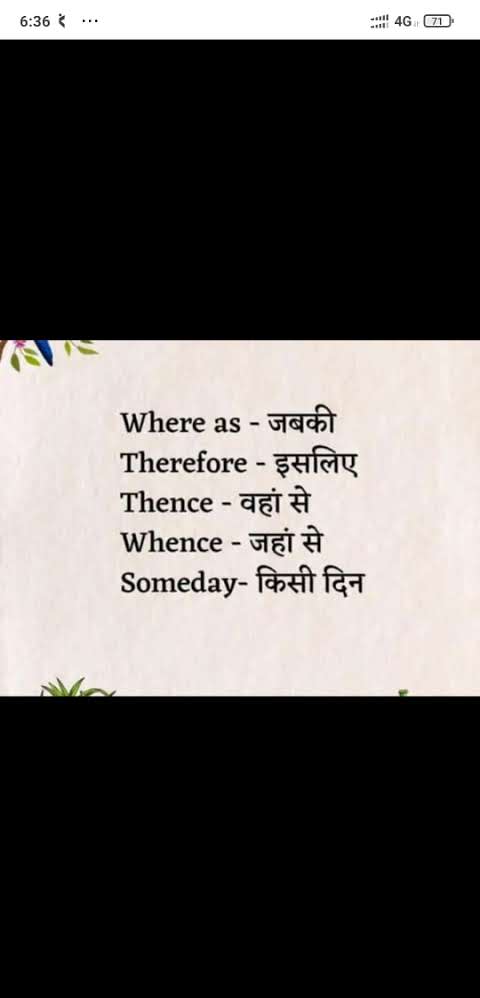 6:36 ...
4G 71
Where as - जबकी
Therefore - इसलिए
Thence - वहां से
Whence - जहां से
Someday- किसी दिन